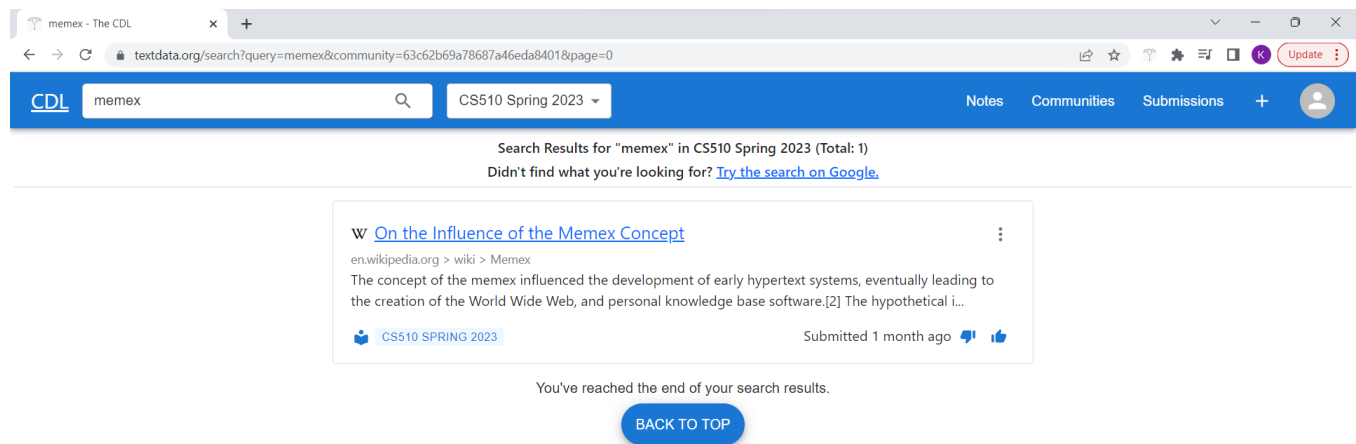 memex - The CDL
textdata.org/search?query=memex&community=63c62b69a78687a46eda8401&page=0
K
Update
CDL
memex
CS510 Spring 2023
Notes
Communities
Submissions
+
Search Results for "memex" in CS510 Spring 2023 (Total: 1)
Didn't find what you're looking for? Try the search on Google.
W On the Influence of the Memex Concept
en.wikipedia.org > wiki > Memex
The concept of the memex influenced the development of early hypertext systems, eventually leading to
the creation of the World Wide Web, and personal knowledge base software.[2] The hypothetical i...
CS510 SPRING 2023
Submitted 1 month ago
You've reached the end of your search results.
BACK TO TOP